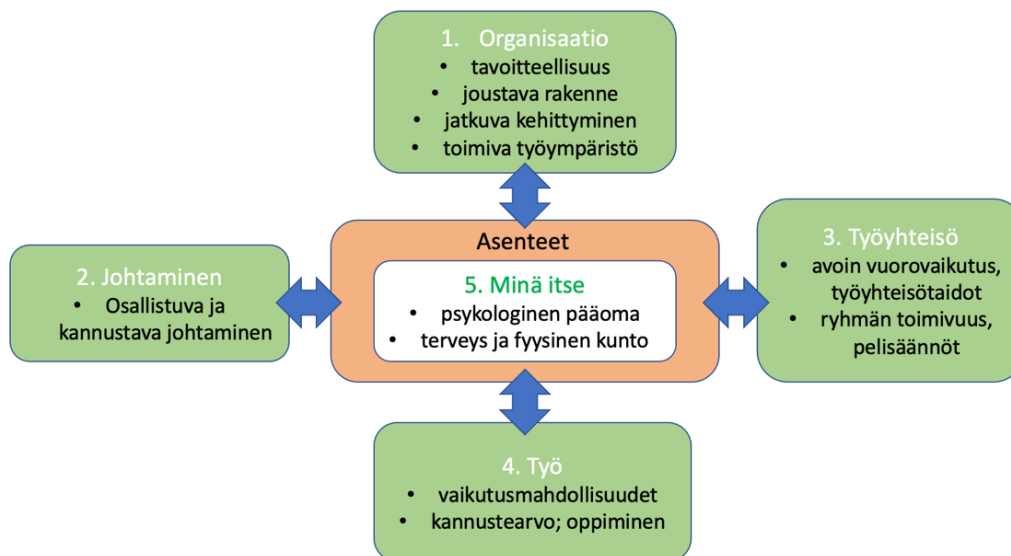 1. Organisaatio
• tavoitteellisuus
• joustava rakenne
• jatkuva kehittyminen
• toimiva työympäristö
2. Johtaminen
• Osallistuva ja
kannustava johtaminen
Asenteet
5. Minä itse
• psykologinen pääoma
• terveys ja fyysinen kunto
3. Työyhteisö
• avoin vuorovaikutus,
työyhteisötaidot
• ryhmän toimivuus,
pelisäännöt
4. Työ
• vaikutusmahdollisuudet
• kannustearvo; oppiminen